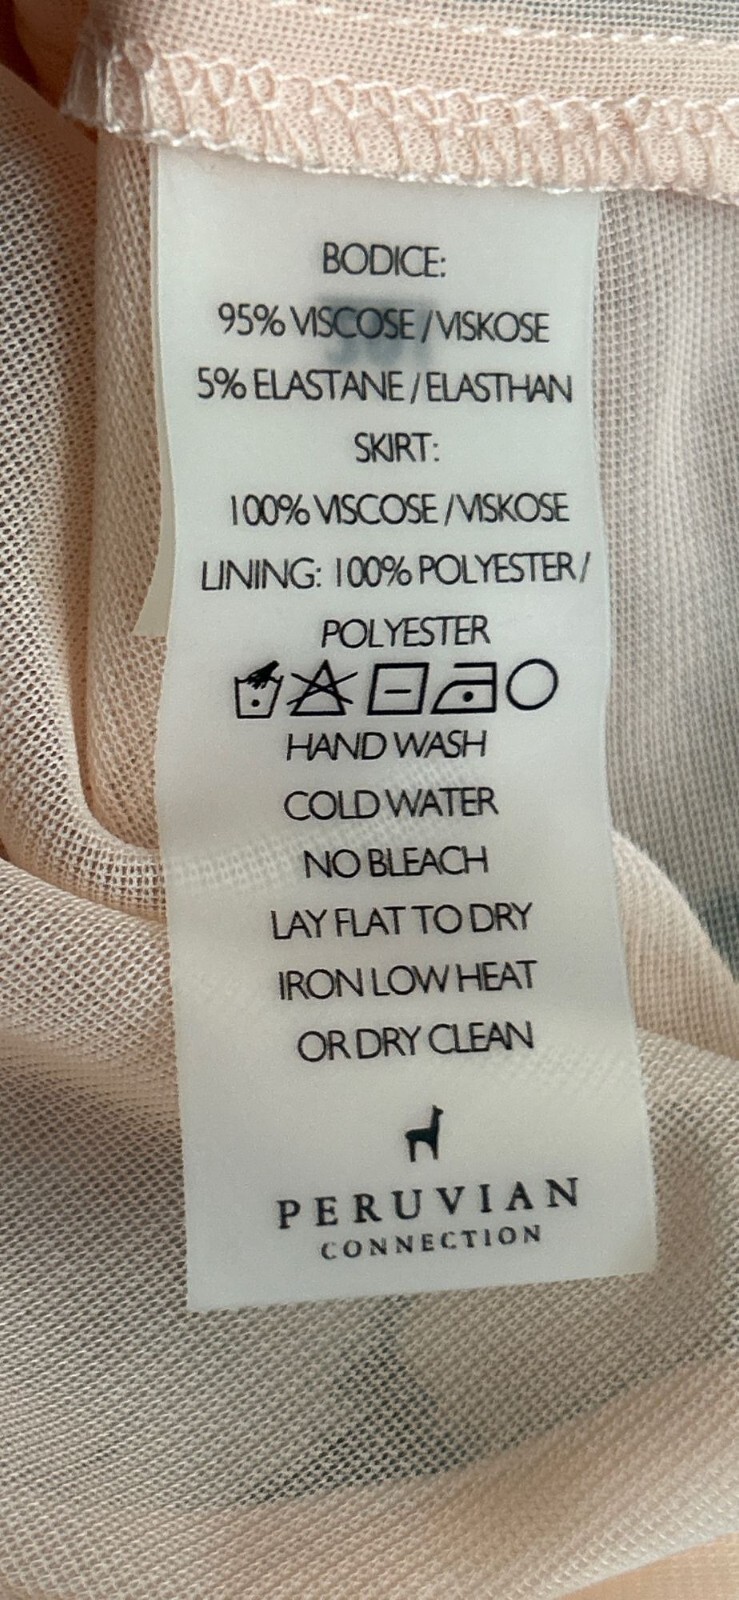 BODICE:
95% VISCOSE / VISKOSE
5% ELASTANE / ELASTHAN
SKIRT:
100% VISCOSE / VISKOSE
LINING: 100% POLYESTER /
POLYESTER
HAND WASH
COLD WATER
NO BLEACH
LAY FLAT TO DRY
IRON LOW HEAT
OR DRY CLEAN
PERUVIAN
CONNECTION